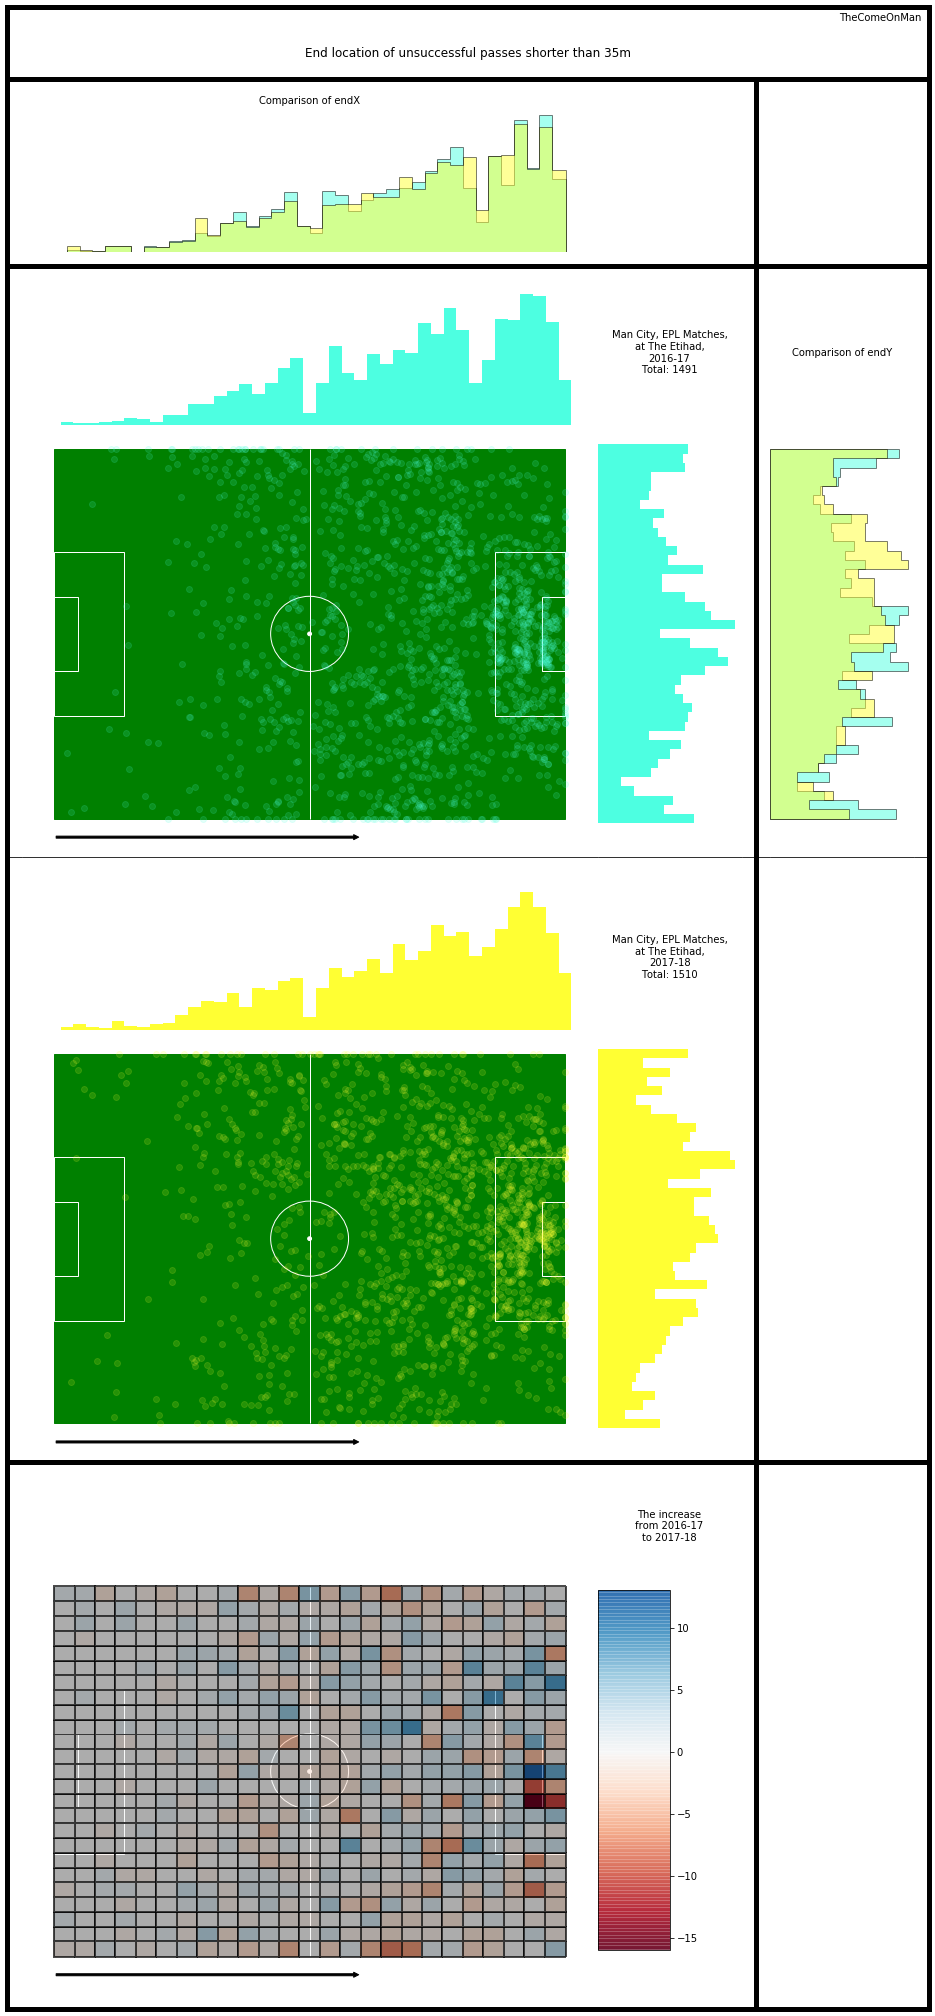 TheComeOnMan
End location of unsuccessful passes shorter than 35m
Comparison of endX
Man City, EPL Matches,
at The Etihad,
2016-17
Total: 1491
Comparison of endY
Man City, EPL Matches,
at The Etihad,
2017-18
Total: 1510
The increase
from 2016-17
to 2017-18
10
5
0
−5
−10
−15